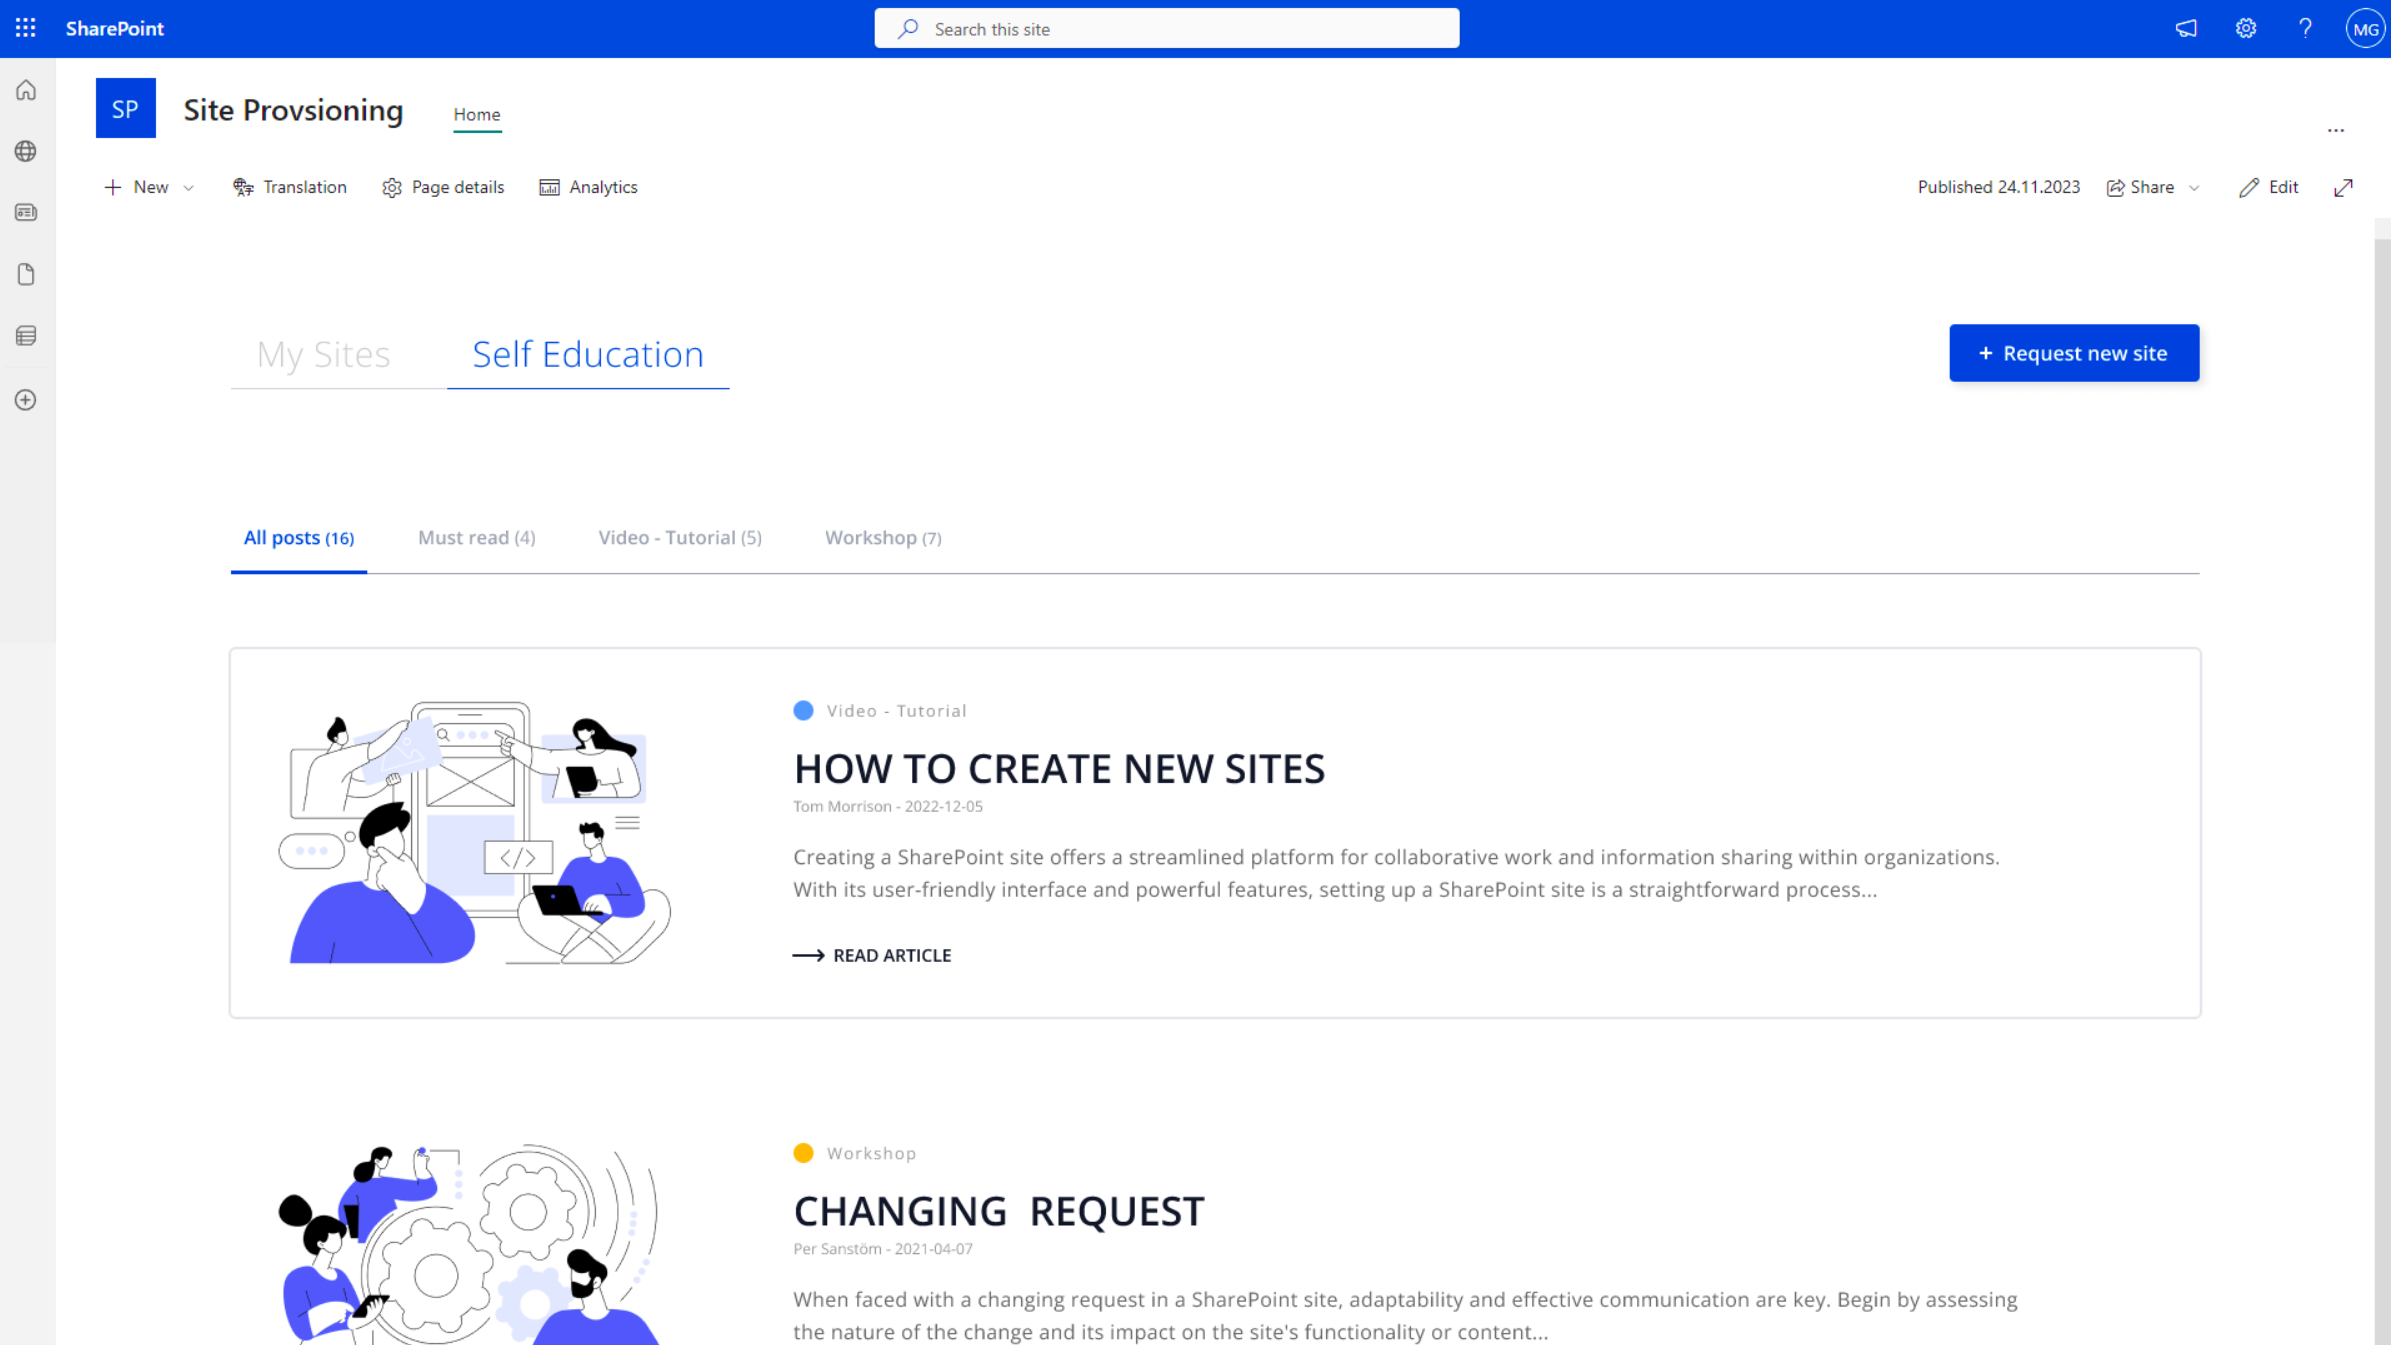 SharePoint
Search this site
MG
SP
Site Provsioning
Home
...
New
Translation
Page details
Analytics
Published 24.11.2023
Share
Edit
My Sites
Self Education
+ Request new site
All posts (16)
Must read (4)
Video - Tutorial (5)
Workshop (7)
</>
Video - Tutorial
HOW TO CREATE NEW SITES
Tom Morrison - 2022-12-05
Creating a SharePoint site offers a streamlined platform for collaborative work and information sharing within organizations.
With its user-friendly interface and powerful features, setting up a SharePoint site is a straightforward process...
READ ARTICLE
Workshop
CHANGING  REQUEST
Per Sanstöm - 2021-04-07
When faced with a changing request in a SharePoint site, adaptability and effective communication are key. Begin by assessing
the nature of the change and its impact on the site's functionality or content...